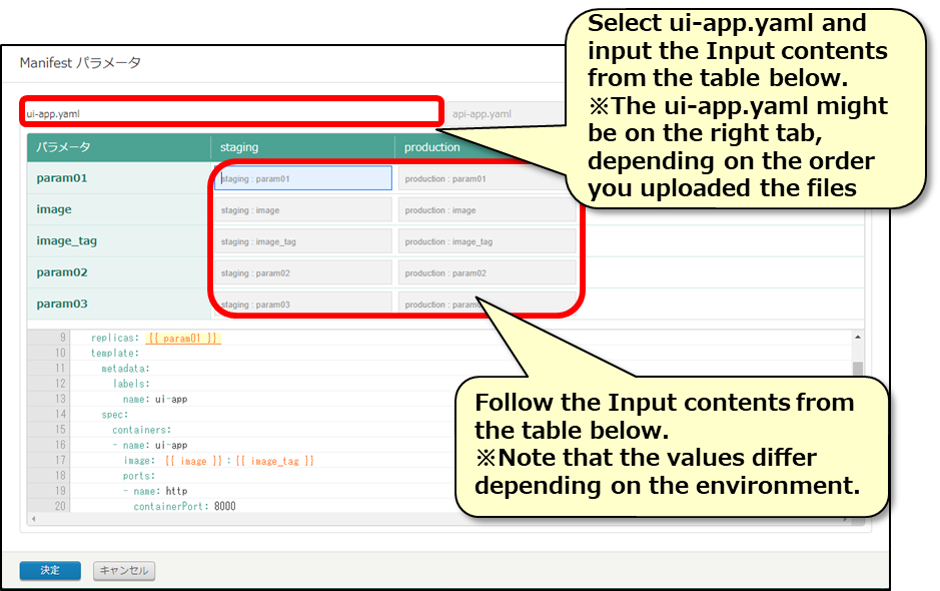 Select ui-app.yaml and
input the Input contents
from the table below.
※The ui-app.yaml might
be on the right tab,
depending on the order
you uploaded the files
Manifest パラメータ
ui-app.yaml
api-app.yaml
パラメータ staging production
param01 staging : param01 production : param01
image staging : image production : image
image_tag staging : image_tag production : image_tag
param02 staging : param02 production : param02
param03 staging : param03 production :
9 replicas: {{ param01 }}
10 template:
11 metadata:
12 labels:
13 name: ui-app
14 spec:
15 containers:
16 - name: ui-app
17 image: {{ image }}:{{ image_tag }}
18 ports:
19 - name: http
20 containerPort: 8000
Follow the Input contents from
the table below.
※Note that the values differ
depending on the environment.
決定 キャンセル